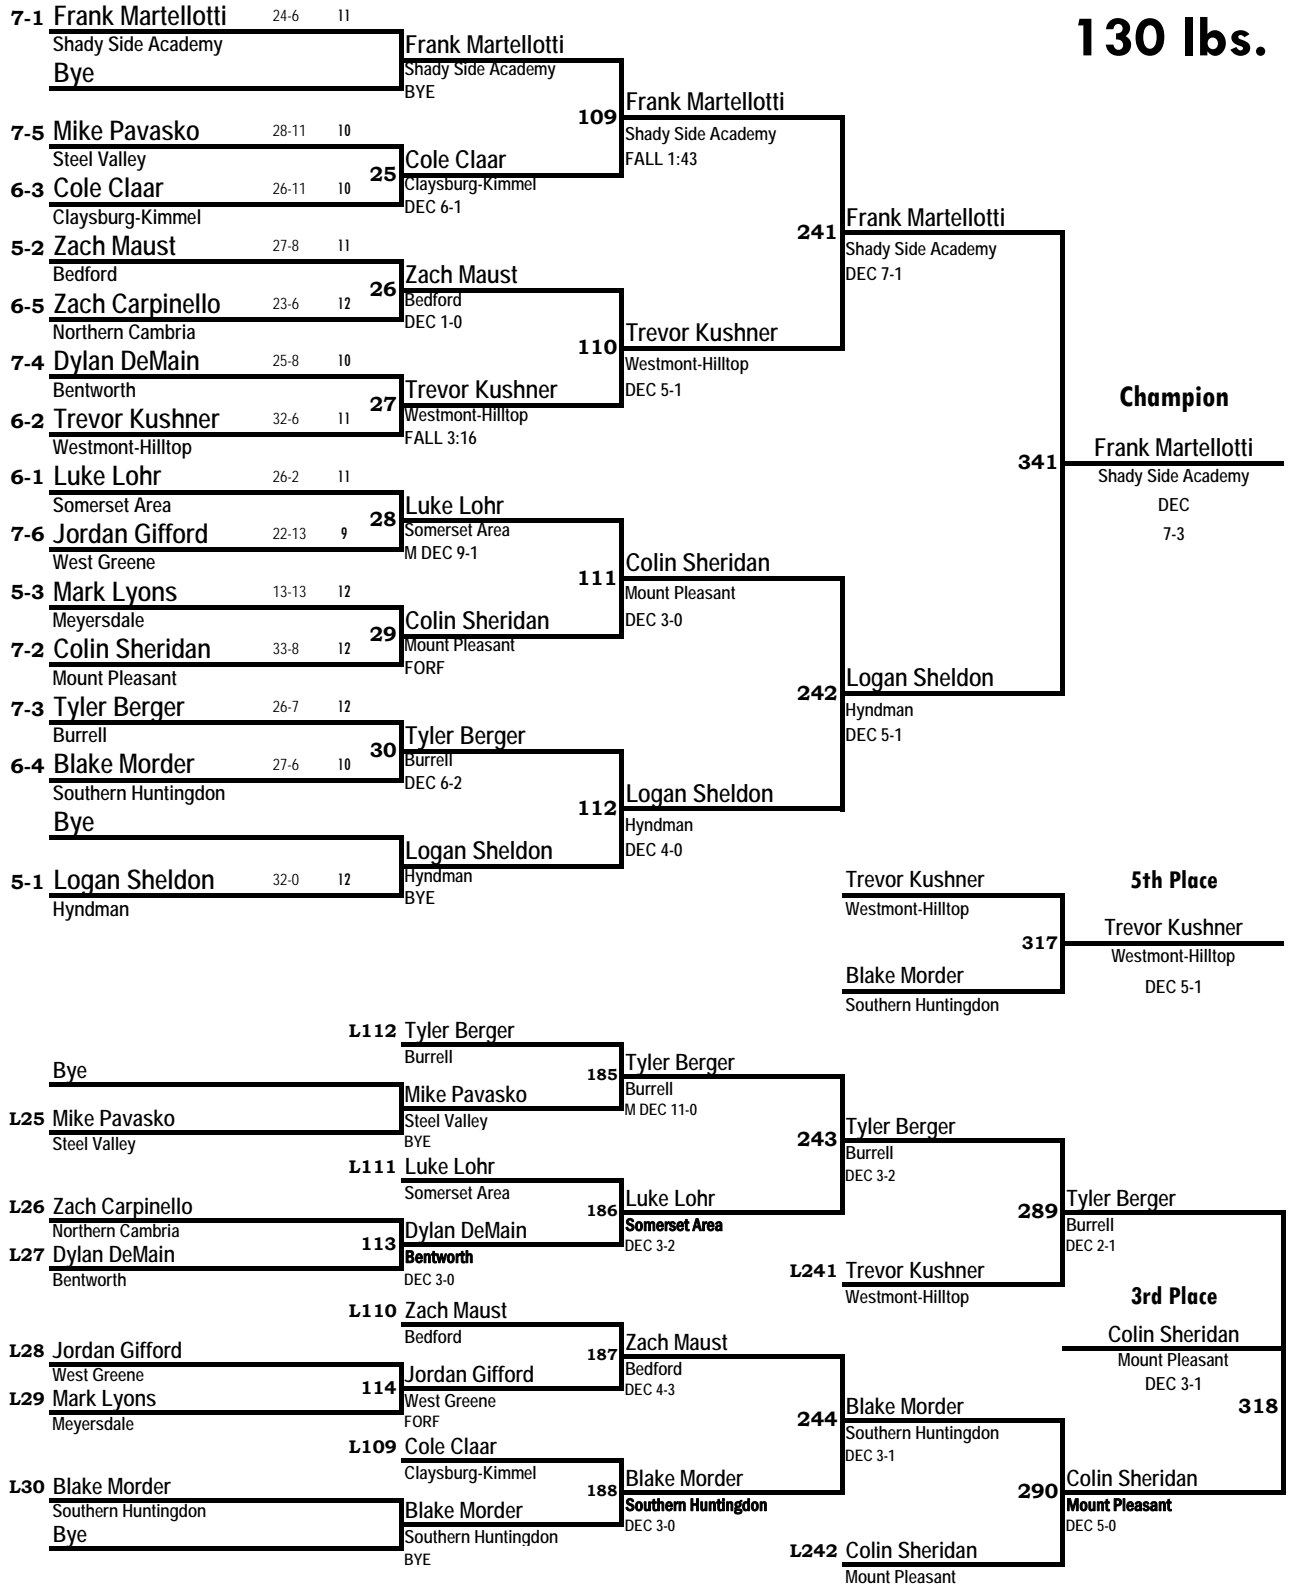 130 lbs.
7-1 Frank Martellotti 24-6 11
Shady Side Academy
Bye
Frank Martellotti
Shady Side Academy
BYE
7-5 Mike Pavasko 28-11 10
Steel Valley
25
6-3 Cole Claar 26-11 10
Claysburg-Kimmel
Cole Claar
Claysburg-Kimmel
DEC 6-1
109
Frank Martellotti
Shady Side Academy
FALL 1:43
5-2 Zach Maust 27-8 11
Bedford
26
6-5 Zach Carpinello 23-6 12
Northern Cambria
Zach Maust
Bedford
DEC 1-0
7-4 Dylan DeMain 25-8 10
Bentworth
27
6-2 Trevor Kushner 32-6 11
Westmont-Hilltop
Trevor Kushner
Westmont-Hilltop
FALL 3:16
110
Trevor Kushner
Westmont-Hilltop
DEC 5-1
241
Frank Martellotti
Shady Side Academy
DEC 7-1
6-1 Luke Lohr 26-2 11
Somerset Area
28
7-6 Jordan Gifford 22-13 9
West Greene
Luke Lohr
Somerset Area
M DEC 9-1
5-3 Mark Lyons 13-13 12
Meyersdale
29
7-2 Colin Sheridan 33-8 12
Mount Pleasant
Colin Sheridan
Mount Pleasant
FORF
111
Colin Sheridan
Mount Pleasant
DEC 3-0
7-3 Tyler Berger 26-7 12
Burrell
30
6-4 Blake Morder 27-6 10
Southern Huntingdon
Tyler Berger
Burrell
DEC 6-2
Bye
5-1 Logan Sheldon 32-0 12
Hyndman
Logan Sheldon
Hyndman
BYE
112
Logan Sheldon
Hyndman
DEC 4-0
242
Logan Sheldon
Hyndman
DEC 5-1
341
Champion
Frank Martellotti
Shady Side Academy
DEC
7-3
Trevor Kushner
Westmont-Hilltop
317
Blake Morder
Southern Huntingdon
5th Place
Trevor Kushner
Westmont-Hilltop
DEC 5-1
L112 Tyler Berger
Burrell
Bye
L25 Mike Pavasko
Steel Valley
Mike Pavasko
Steel Valley
BYE
185
Tyler Berger
Burrell
M DEC 11-0
L111 Luke Lohr
Somerset Area
L26 Zach Carpinello
Northern Cambria
113
L27 Dylan DeMain
Bentworth
Dylan DeMain
Bentworth
DEC 3-0
186
Luke Lohr
Somerset Area
DEC 3-2
243
Tyler Berger
Burrell
DEC 3-2
L241 Trevor Kushner
Westmont-Hilltop
289
Tyler Berger
Burrell
DEC 2-1
L110 Zach Maust
Bedford
L28 Jordan Gifford
West Greene
114
L29 Mark Lyons
Meyersdale
Jordan Gifford
West Greene
FORF
187
Zach Maust
Bedford
DEC 4-3
L109 Cole Claar
Claysburg-Kimmel
L30 Blake Morder
Southern Huntingdon
Bye
Blake Morder
Southern Huntingdon
BYE
188
Blake Morder
Southern Huntingdon
DEC 3-0
244
Blake Morder
Southern Huntingdon
DEC 3-1
L242 Colin Sheridan
Mount Pleasant
290
Colin Sheridan
Mount Pleasant
DEC 5-0
3rd Place
Colin Sheridan
Mount Pleasant
DEC 3-1
318